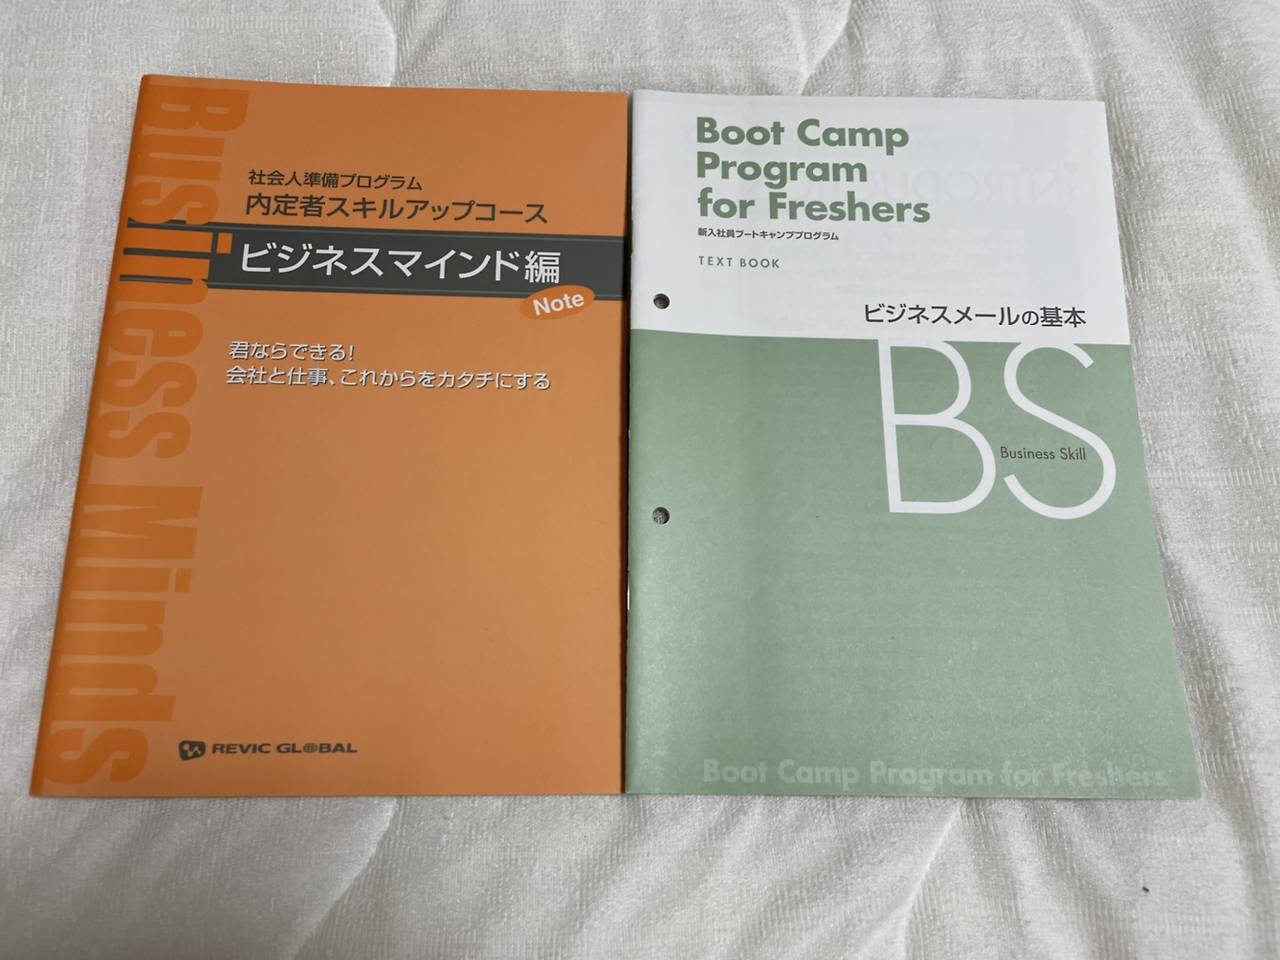 Business Minds
社会人準備プログラム
内定者スキルアップコース
ビジネスマインド編
Note
君ならできる!
会社と仕事、これからをカタチにする
REVIC GLOBAL
Boot Camp
Program
for Freshers
新入社員ブートキャンププログラム
TEXT BOOK
ビジネスメールの基本
BS
Business Skill
Boot Camp Program for Freshers